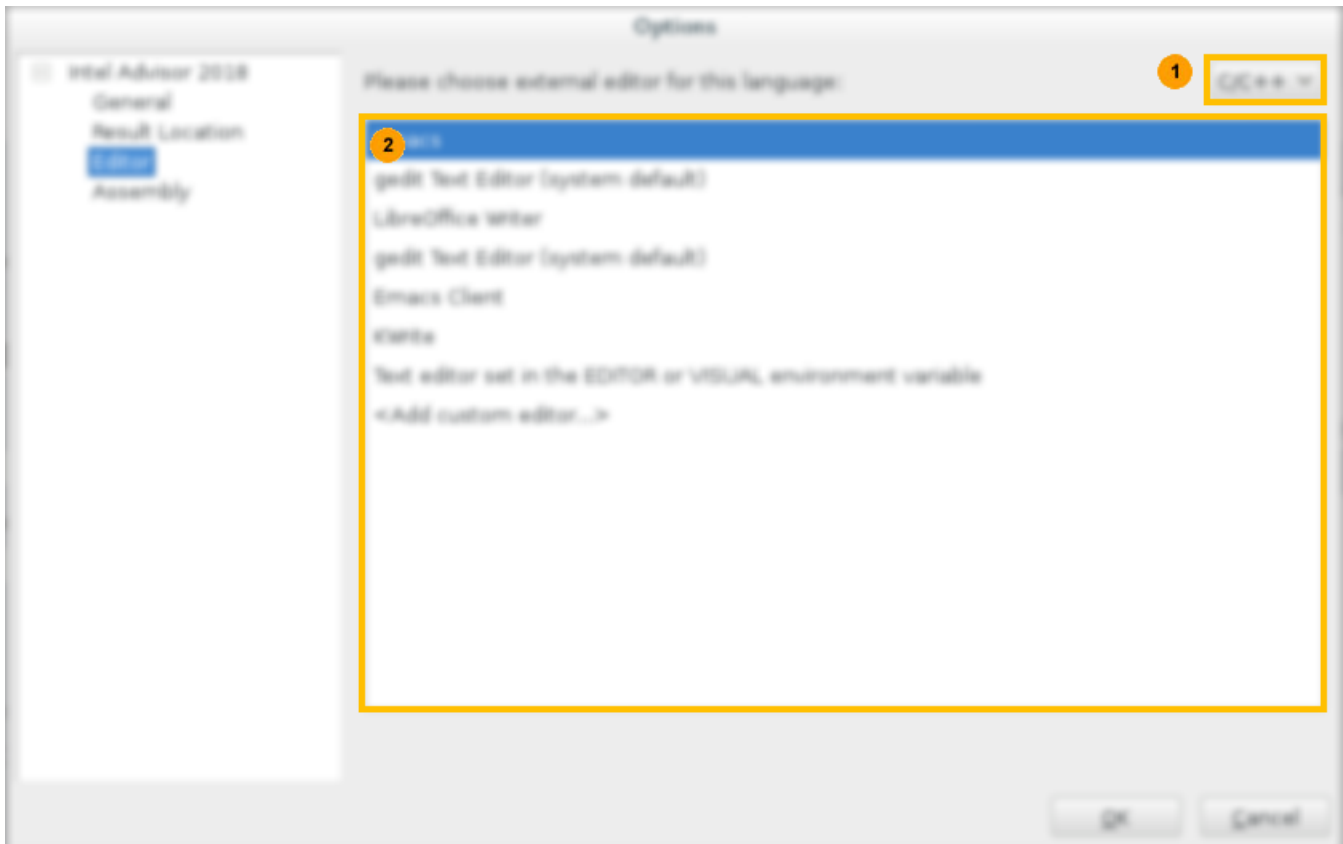 Options
Intel Advisor 2018
General
Result Location
Editor
Assembly
Please choose external editor for this language:
1
C/C++
2
gedit Text Editor (system default)
LibreOffice Writer
gedit Text Editor (system default)
Emacs Client
KWrite
Text editor set in the EDITOR or VISUAL environment variable
<Add custom editor...>
OK
Cancel